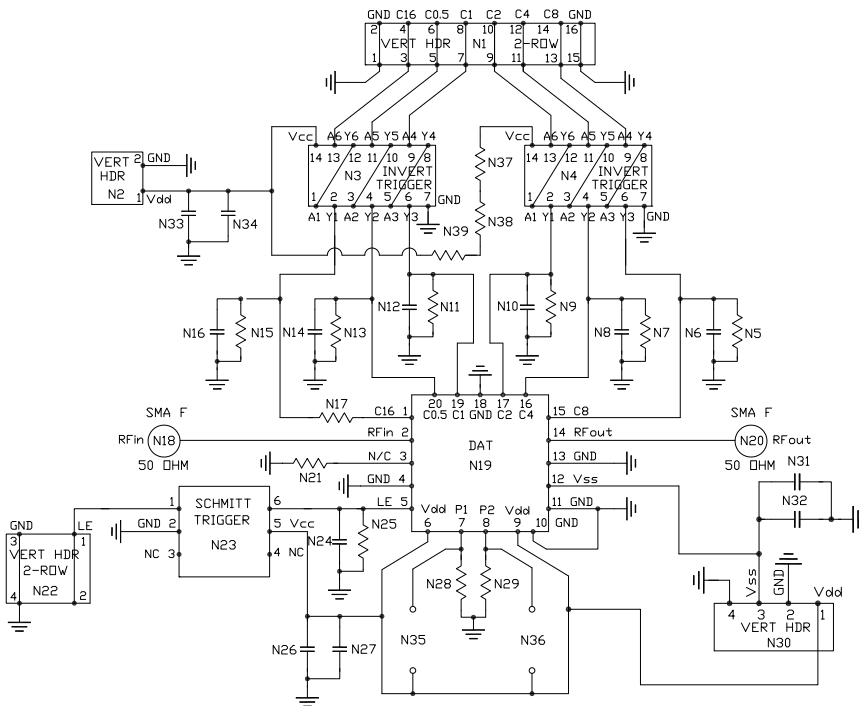 GND C16 C0.5 C1 C2 C4 C8 GND
2 4 6 8 10 12 14 16
VERT HDR N1 2-ROW
1 3 5 7 9 11 13 15
Vcc A6 Y6 A5 Y5 A4 Y4
14 13 12 11 10 9 8
N3 INVERT
TRIGGER
1 2 3 4 5 6 7
GND
A1 Y1 A2 Y2 A3 Y3
N37
N38
N39
Vcc A6 Y6 A5 Y5 A4 Y4
14 13 12 11 10 9 8
N4 INVERT
TRIGGER
1 2 3 4 5 6 7
GND
A1 Y1 A2 Y2 A3 Y3
VERT 2 GND
HDR
N2 1 Vdd
N33 N34
N16 N15 N14 N13 N12 N11 N10 N9 N8 N7 N6 N5
N17
20 19 18 17 16
C0.5 C1 GND C2 C4
C16 1
15 C8
SMA F
RFin N18
50 OHM
RFin 2
14 RFout
SMA F
N20 RFout
50 OHM
DAT
N19
N21
N/C 3
13 GND
GND 4
12 Vss
LE 5
11 GND
Vdd P1 P2 Vdd
6 7 8 9 10
GND
N31
N32
1 SCHMITT 6
TRIGGER
GND 2 5 Vcc
N23
NC 3 4 NC
N24 N25
GND LE
3 1
VERT HDR
2-ROW
N22
4 2
N28 N29
N26 N27
N35 N36
Vss GND Vdd
4 3 2 1
VERT HDR
N30